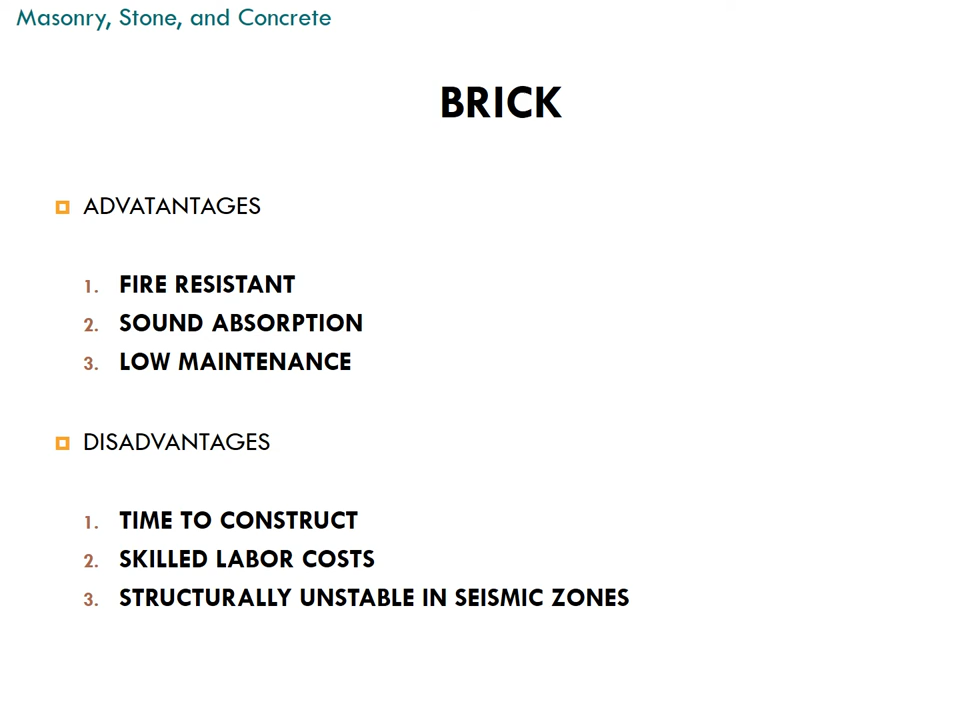 Masonry, Stone, and Concrete
BRICK
ADVATANTAGES
1. FIRE RESISTANT
2. SOUND ABSORPTION
3. LOW MAINTENANCE
DISADVANTAGES
1. TIME TO CONSTRUCT
2. SKILLED LABOR COSTS
3. STRUCTURALLY UNSTABLE IN SEISMIC ZONES